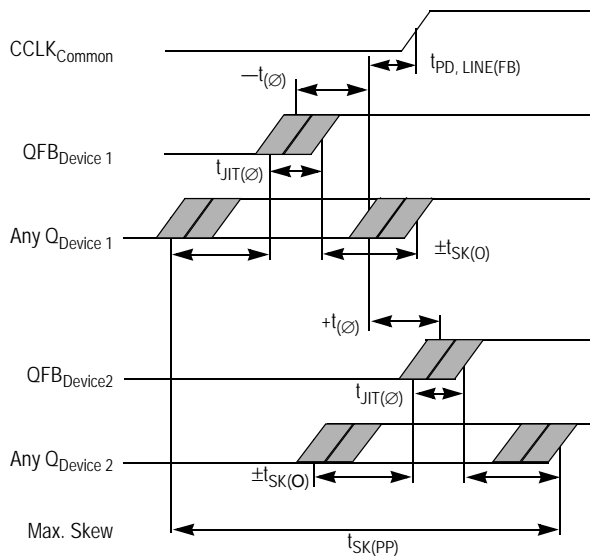 CCLKCommon
tPD, LINE(FB)
—t(Ø)
QFBDevice 1
tJIT(Ø)
Any QDevice 1
±tSK(O)
+t(Ø)
QFBDevice2
tJIT(Ø)
Any QDevice 2
±tSK(O)
Max. Skew
tSK(PP)